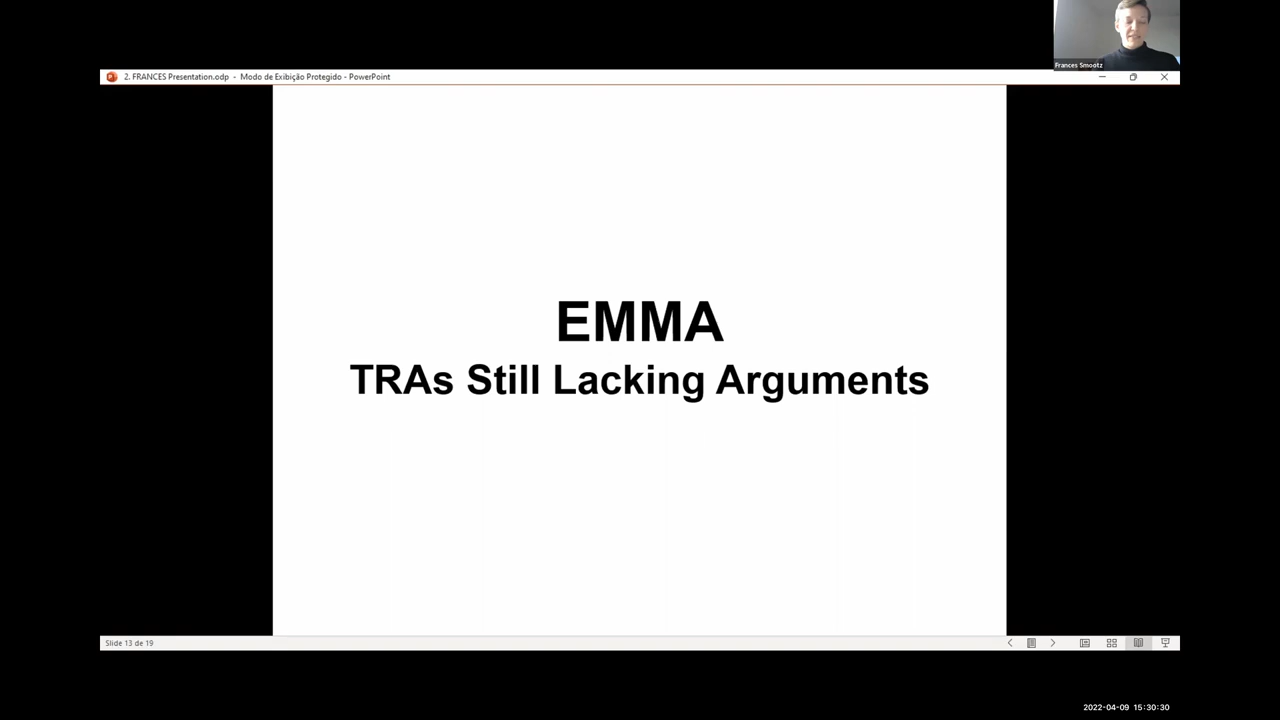 Frances Smootz
2. FRANCES Presentation.odp - Modo de Exibição Protegido - PowerPoint
EMMA
TRAs Still Lacking Arguments
Slide 13 de 19
2022-04-09 15:30:30